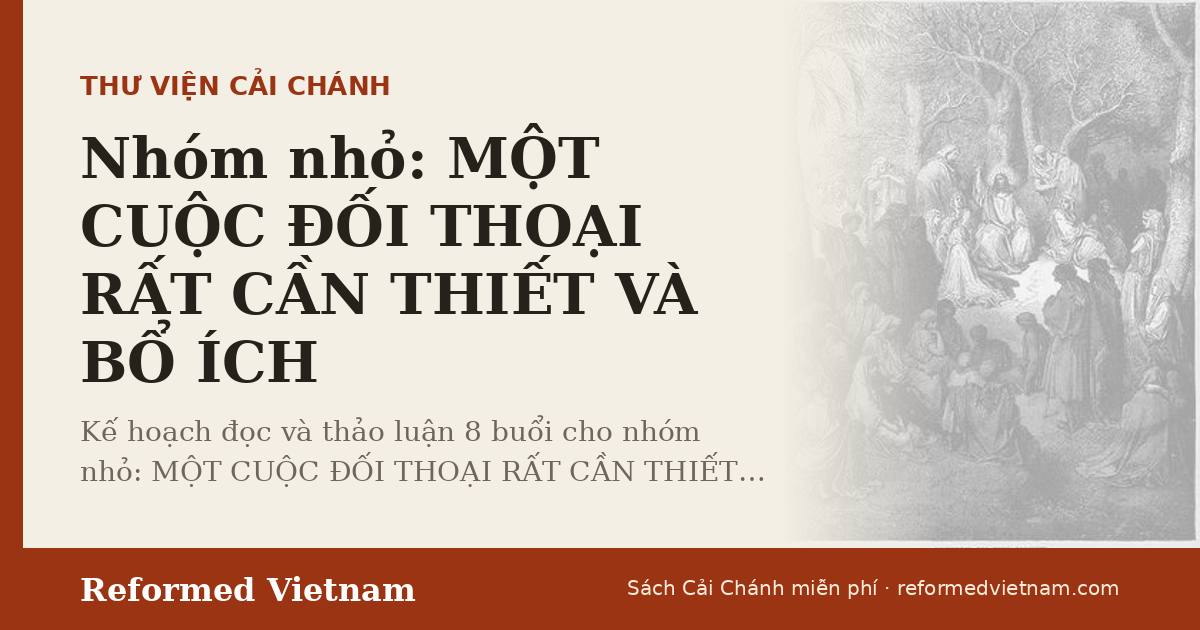 THƯ VIỆN CẢI CHÁNH
Nhóm nhỏ: MỘT
CUỘC ĐỐI THOẠI
RẤT CẦN THIẾT VÀ
BỔ ÍCH
Kế hoạch đọc và thảo luận 8 buổi cho nhóm
nhỏ: MỘT CUỘC ĐỐI THOẠI RẤT CẦN THIẾT…
Reformed Vietnam
Sách Cải Chánh miễn phí · reformedvietnam.com